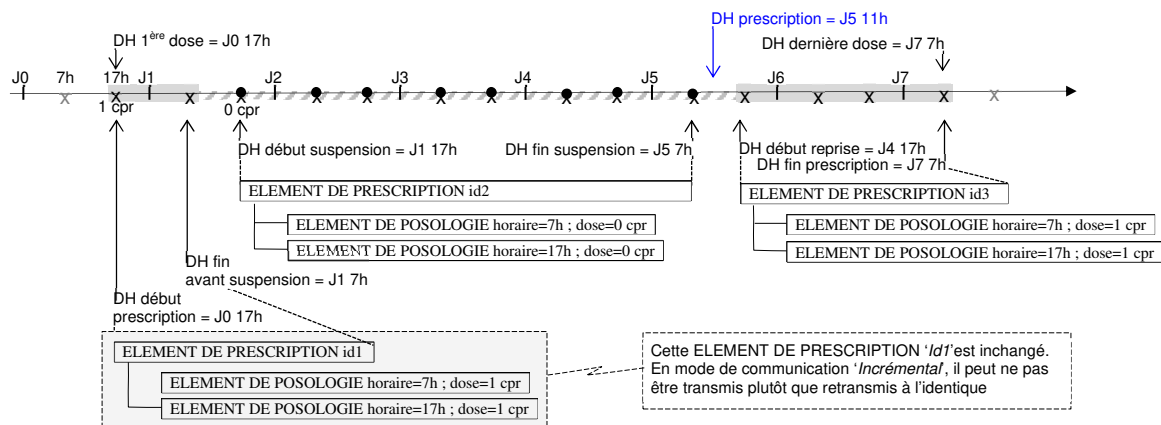 DH prescription = J5 11h
DH 1ère dose = J0 17h
DH dernière dose = J7 7h
J0 7h 17h J1 J2 J3 J4 J5 J6 J7
x x x x x x x x x x x x x x x
1 cpr 0 cpr
DH début suspension = J1 17h DH fin suspension = J5 7h DH début reprise = J4 17h
DH fin prescription = J7 7h
ELEMENT DE PRESCRIPTION id2 ELEMENT DE PRESCRIPTION id3
ELEMENT DE POSOLOGIE horaire=7h ; dose=0 cpr ELEMENT DE POSOLOGIE horaire=7h ; dose=1 cpr
ELEMENT DE POSOLOGIE horaire=17h ; dose=0 cpr ELEMENT DE POSOLOGIE horaire=17h ; dose=1 cpr
DH fin
avant suspension = J1 7h
DH début
prescription = J0 17h
ELEMENT DE PRESCRIPTION id1
ELEMENT DE POSOLOGIE horaire=7h ; dose=1 cpr
ELEMENT DE POSOLOGIE horaire=17h ; dose=1 cpr
Cette ELEMENT DE PRESCRIPTION ‘Id1’est inchangé.
En mode de communication ‘Incrémental’, il peut ne pas
être transmis plutôt que retransmis à l’identique